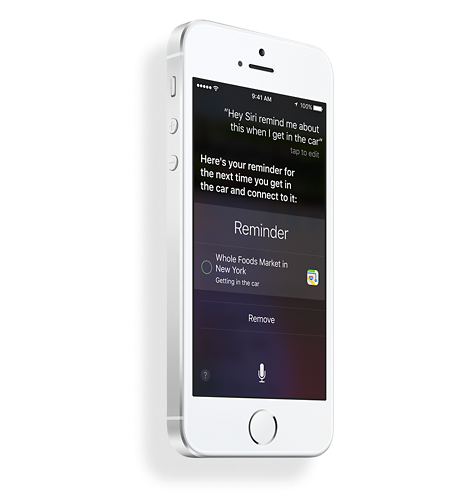 9:41 AM
100%
“Hey Siri remind me about
this when I get in the car”
tap to edit
Here's your reminder for
the next time you get in
the car and connect to it:
Reminder
Whole Foods Market in
New York
Getting in the car
Remove
?